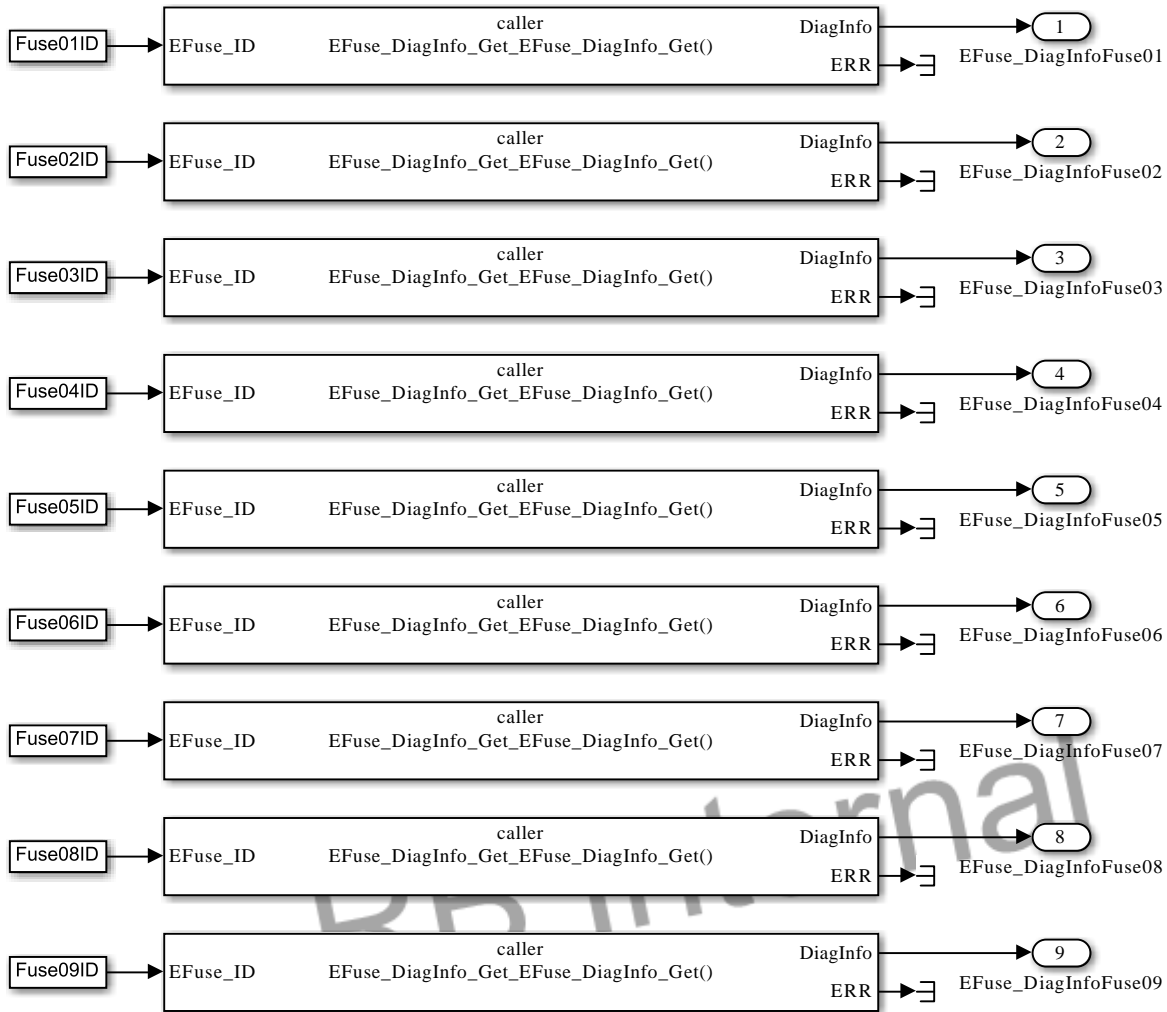 caller
Fuse01ID EFuse_ID EFuse_DiagInfo_Get_EFuse_DiagInfo_Get() DiagInfo 1
ERR EFuse_DiagInfoFuse01
caller
Fuse02ID EFuse_ID EFuse_DiagInfo_Get_EFuse_DiagInfo_Get() DiagInfo 2
ERR EFuse_DiagInfoFuse02
caller
Fuse03ID EFuse_ID EFuse_DiagInfo_Get_EFuse_DiagInfo_Get() DiagInfo 3
ERR EFuse_DiagInfoFuse03
caller
Fuse04ID EFuse_ID EFuse_DiagInfo_Get_EFuse_DiagInfo_Get() DiagInfo 4
ERR EFuse_DiagInfoFuse04
caller
Fuse05ID EFuse_ID EFuse_DiagInfo_Get_EFuse_DiagInfo_Get() DiagInfo 5
ERR EFuse_DiagInfoFuse05
caller
Fuse06ID EFuse_ID EFuse_DiagInfo_Get_EFuse_DiagInfo_Get() DiagInfo 6
ERR EFuse_DiagInfoFuse06
caller
Fuse07ID EFuse_ID EFuse_DiagInfo_Get_EFuse_DiagInfo_Get() DiagInfo 7
ERR EFuse_DiagInfoFuse07
caller
Fuse08ID EFuse_ID EFuse_DiagInfo_Get_EFuse_DiagInfo_Get() DiagInfo 8
ERR EFuse_DiagInfoFuse08
caller
Fuse09ID EFuse_ID EFuse_DiagInfo_Get_EFuse_DiagInfo_Get() DiagInfo 9
ERR EFuse_DiagInfoFuse09
Internal